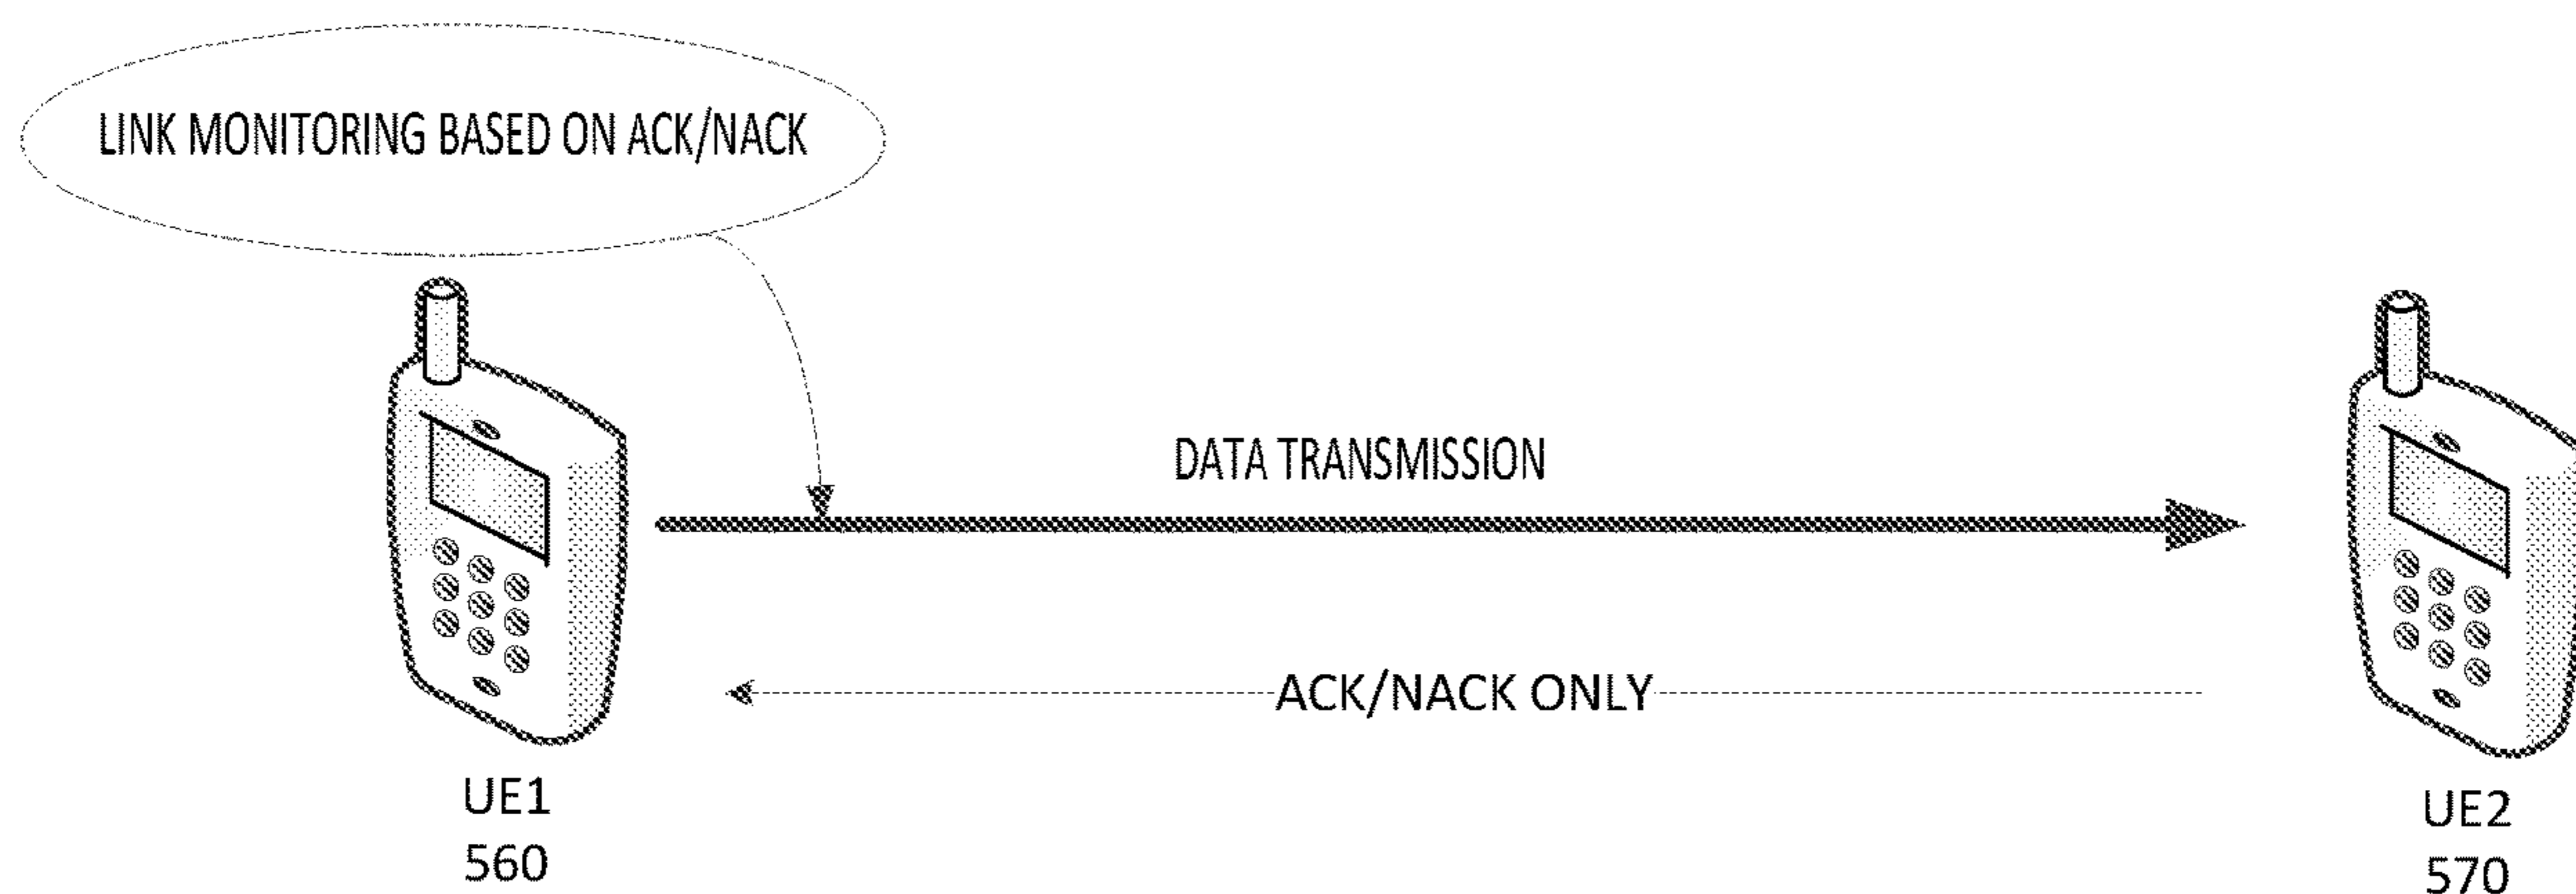 LINK MONITORING BASED ON ACK/NACK
DATA TRANSMISSION
ACK/NACK ONLY
UE1
560
UE2
570